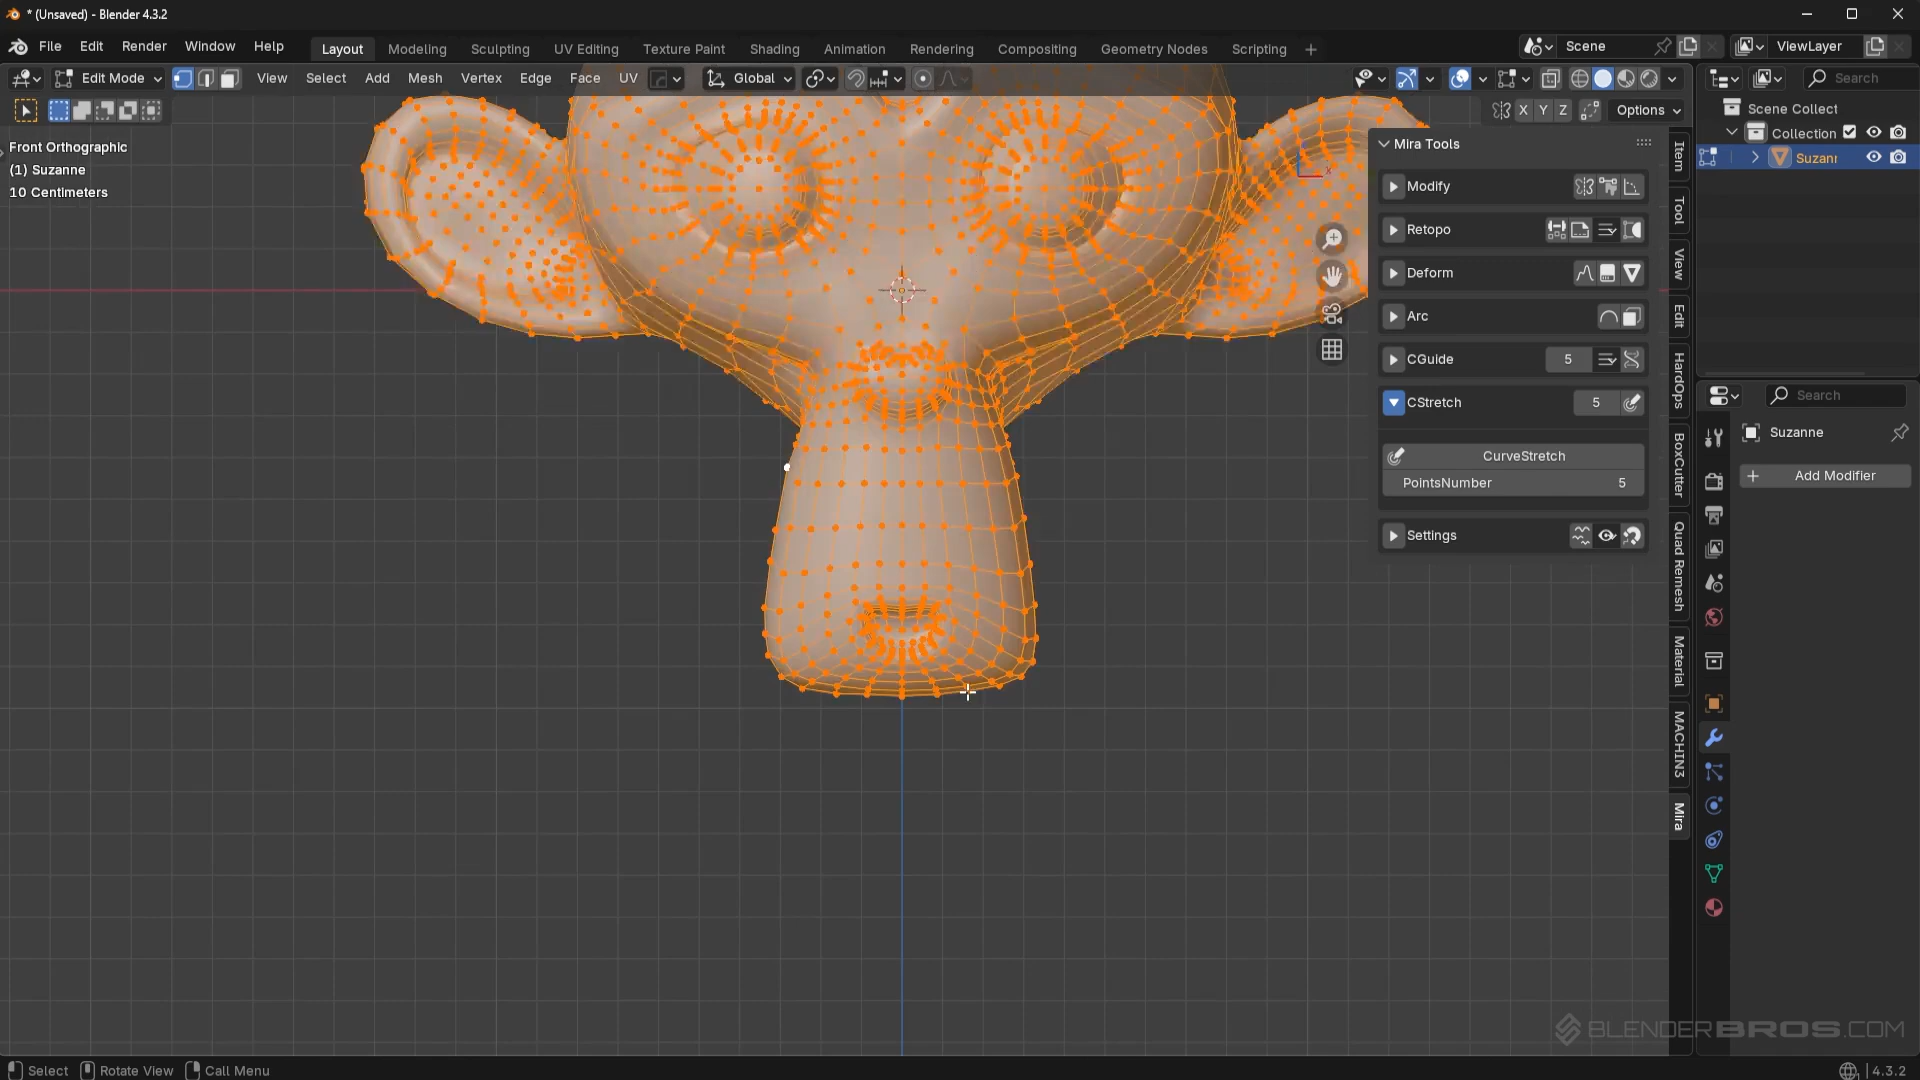 * (Unsaved) - Blender 4.3.2
File Edit Render Window Help
Layout Modeling Sculpting UV Editing Texture Paint Shading Animation Rendering Compositing Geometry Nodes Scripting +
Scene
ViewLayer
Edit Mode View Select Add Mesh Vertex Edge Face UV
Global
Search
X Y Z Options
Scene Collect
Collection
Suzanr
Front Orthographic
(1) Suzanne
10 Centimeters
X
Mira Tools
Modify
Retopo
Deform
Arc
CGuide 5
CStretch 5
CurveStretch
PointsNumber 5
Settings
Item
Tool
View
Edit
HardOps
BoxCutter
Quad Remesh
Material
MACHIN3
Mira
Search
Suzanne
+ Add Modifier
BLENDERBROS.COM
Select Rotate View Call Menu
4.3.2